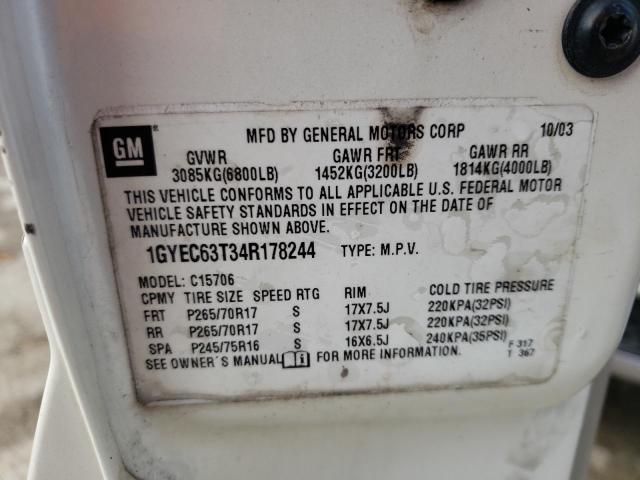 GM ® MFD BY GENERAL MOTORS CORP 10/03
GVWR GAWR FRT GAWR RR
3085KG(6800LB) 1452KG(3200LB) 1814KG(4000LB)
THIS VEHICLE CONFORMS TO ALL APPLICABLE U.S. FEDERAL MOTOR
VEHICLE SAFETY STANDARDS IN EFFECT ON THE DATE OF
MANUFACTURE SHOWN ABOVE.
1GYEC63T34R178244 TYPE: M.P.V.
MODEL: C15706
CPMY TIRE SIZE SPEED RTG RIM COLD TIRE PRESSURE
FRT P265/70R17 S 17X7.5J 220KPA(32PSI)
RR P265/70R17 S 17X7.5J 220KPA(32PSI)
SPA P245/75R16 S 16X6.5J 240KPA(35PSI)
SEE OWNER'S MANUAL i FOR MORE INFORMATION.
F 317
T 367